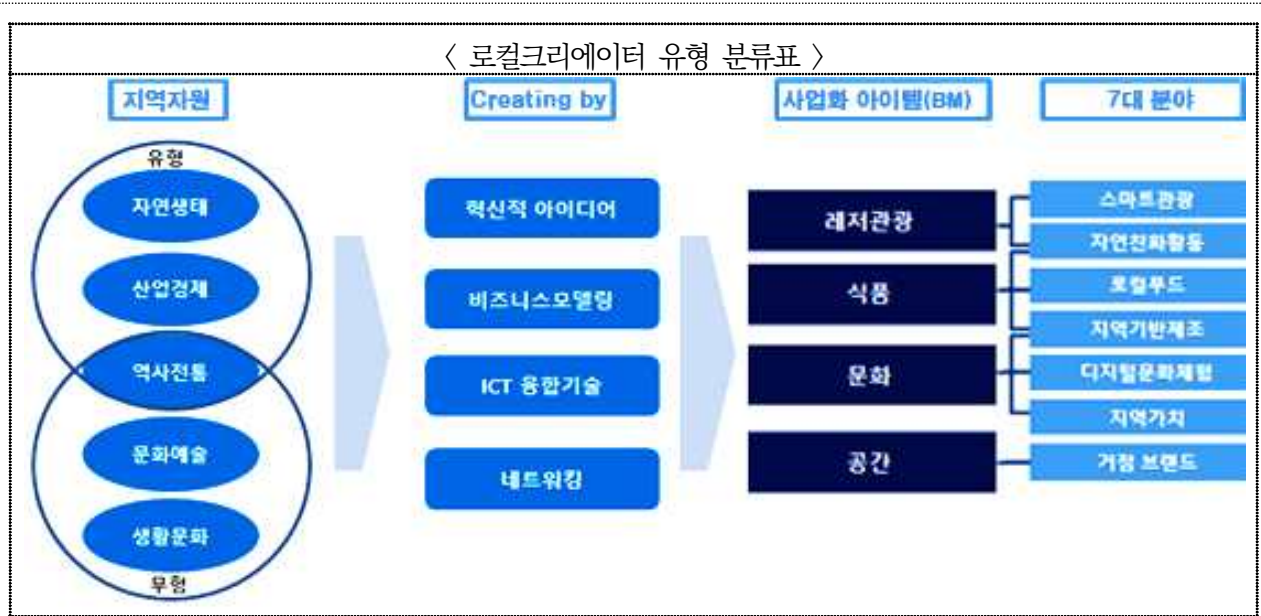 〈 로컬크리에이터 유형 분류표 〉
지역자원
Creating by
사업화 아이템(BM)
7대 분야
유형
자연생태
산업경제
역사전통
문화예술
생활문화
무형
혁신적 아이디어
비즈니스모델링
ICT 융합기술
네트워킹
레저관광
식품
문화
공간
스마트관광
자연친화활동
로컬푸드
지역기반제조
디지털문화체험
지역가치
거점 브랜드